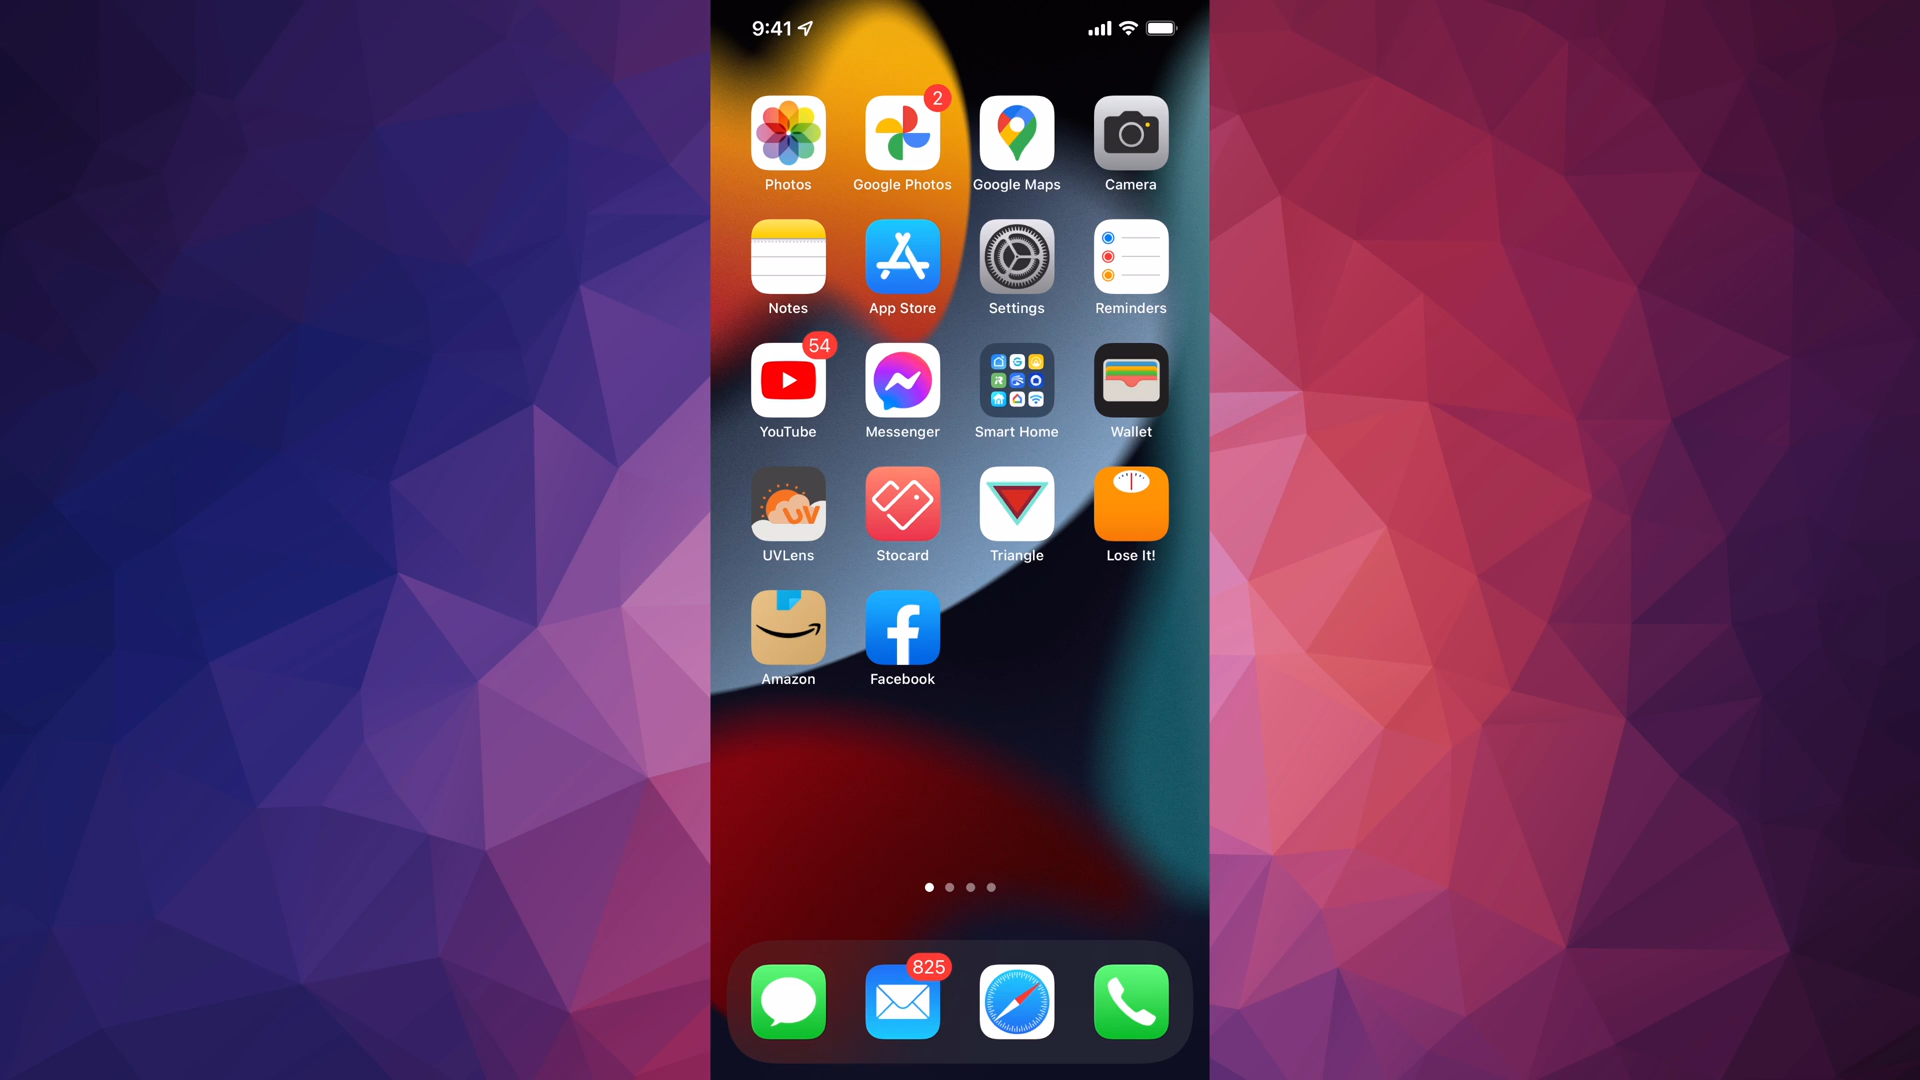 9:41
2
Photos Google Photos Google Maps Camera
Notes App Store Settings Reminders
54
YouTube Messenger Smart Home Wallet
UV
UVLens Stocard Triangle Lose It!
Amazon Facebook
825